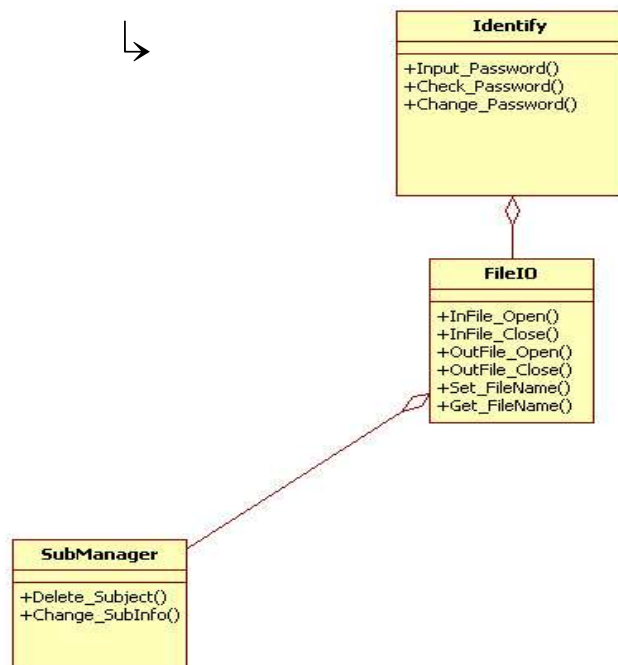 Identify
+Input_Password()
+Check_Password()
+Change_Password()
FileIO
+InFile_Open()
+InFile_Close()
+OutFile_Open()
+OutFile_Close()
+Set_FileName()
+Get_FileName()
SubManager
+Delete_Subject()
+Change_SubInfo()